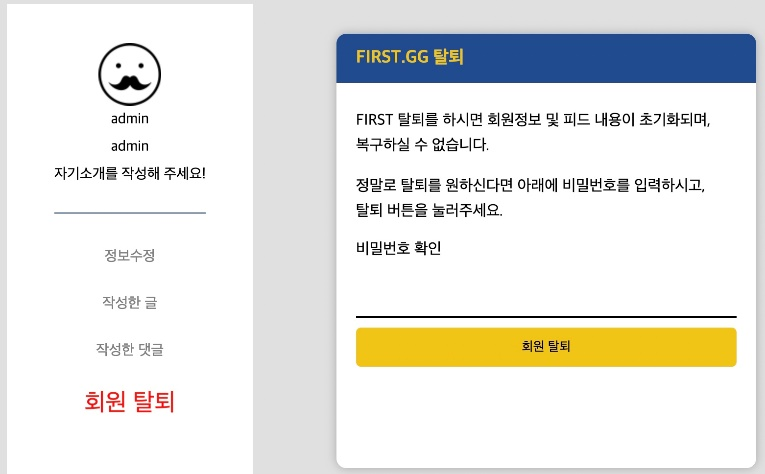 admin
admin
자기소개를 작성해 주세요!
정보수정
작성한 글
작성한 댓글
회원 탈퇴
FIRST.GG 탈퇴
FIRST 탈퇴를 하시면 회원정보 및 피드 내용이 초기화되며,
복구하실 수 없습니다.
정말로 탈퇴를 원하신다면 아래에 비밀번호를 입력하시고,
탈퇴 버튼을 눌러주세요.
비밀번호 확인
회원 탈퇴